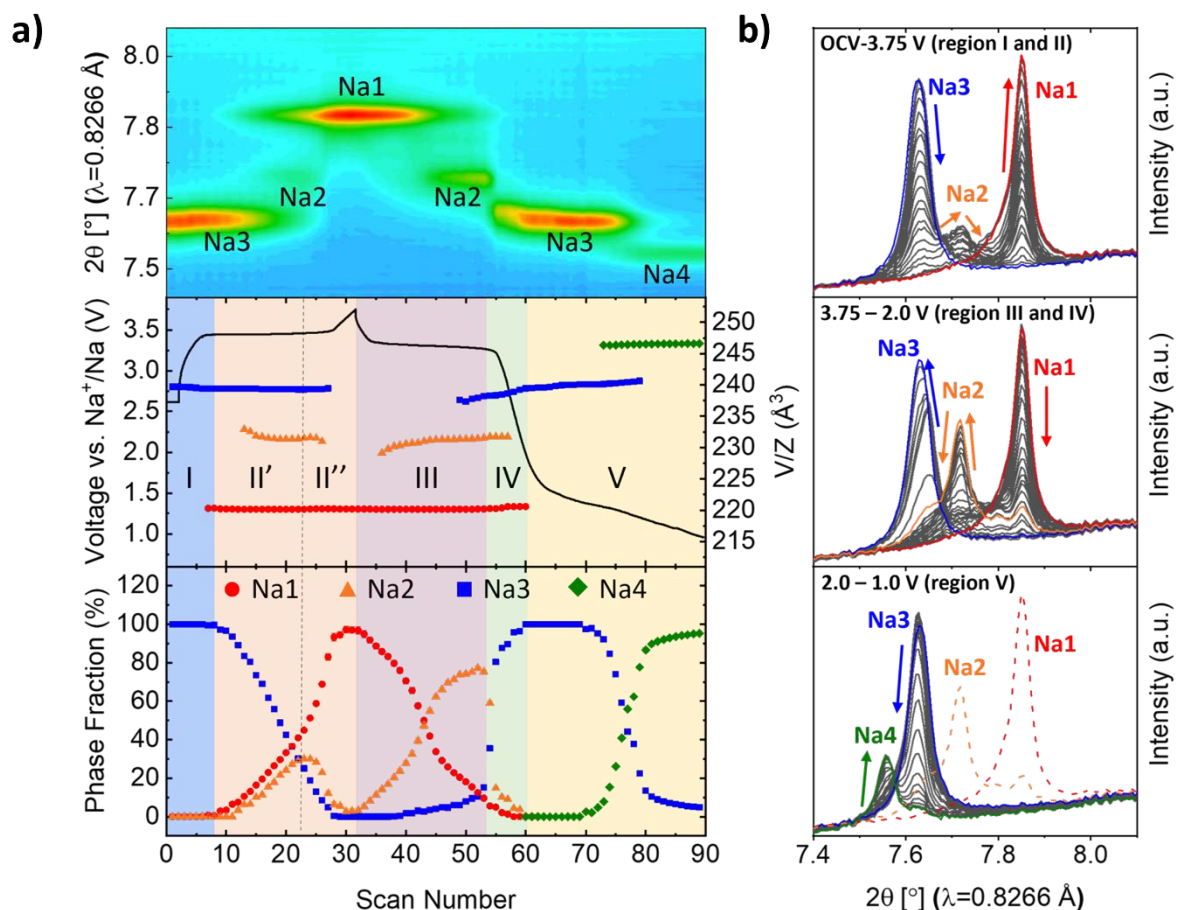 a)
2θ [°] (λ=0.8266 Å)
8.0
7.8
7.7
7.5
Na1
Na2
Na2
Na3
Na3
Na4
Voltage vs. Na⁺/Na (V)
3.5
3.0
2.5
2.0
1.5
1.0
I
II'
II''
III
IV
V
250
245
240
235
230
225
220
215
V/Z (Å³)
Phase Fraction (%)
120
100
80
60
40
20
0
Na1 Na2 Na3 Na4
0 10 20 30 40 50 60 70 80 90
Scan Number
b)
OCV-3.75 V (region I and II)
Na3
Na2
Na1
Intensity (a.u.)
3.75 – 2.0 V (region III and IV)
Na3
Na2
Na1
Intensity (a.u.)
2.0 – 1.0 V (region V)
Na3
Na1
Na2
Na4
Intensity (a.u.)
7.4 7.6 7.8 8.0
2θ [°] (λ=0.8266 Å)